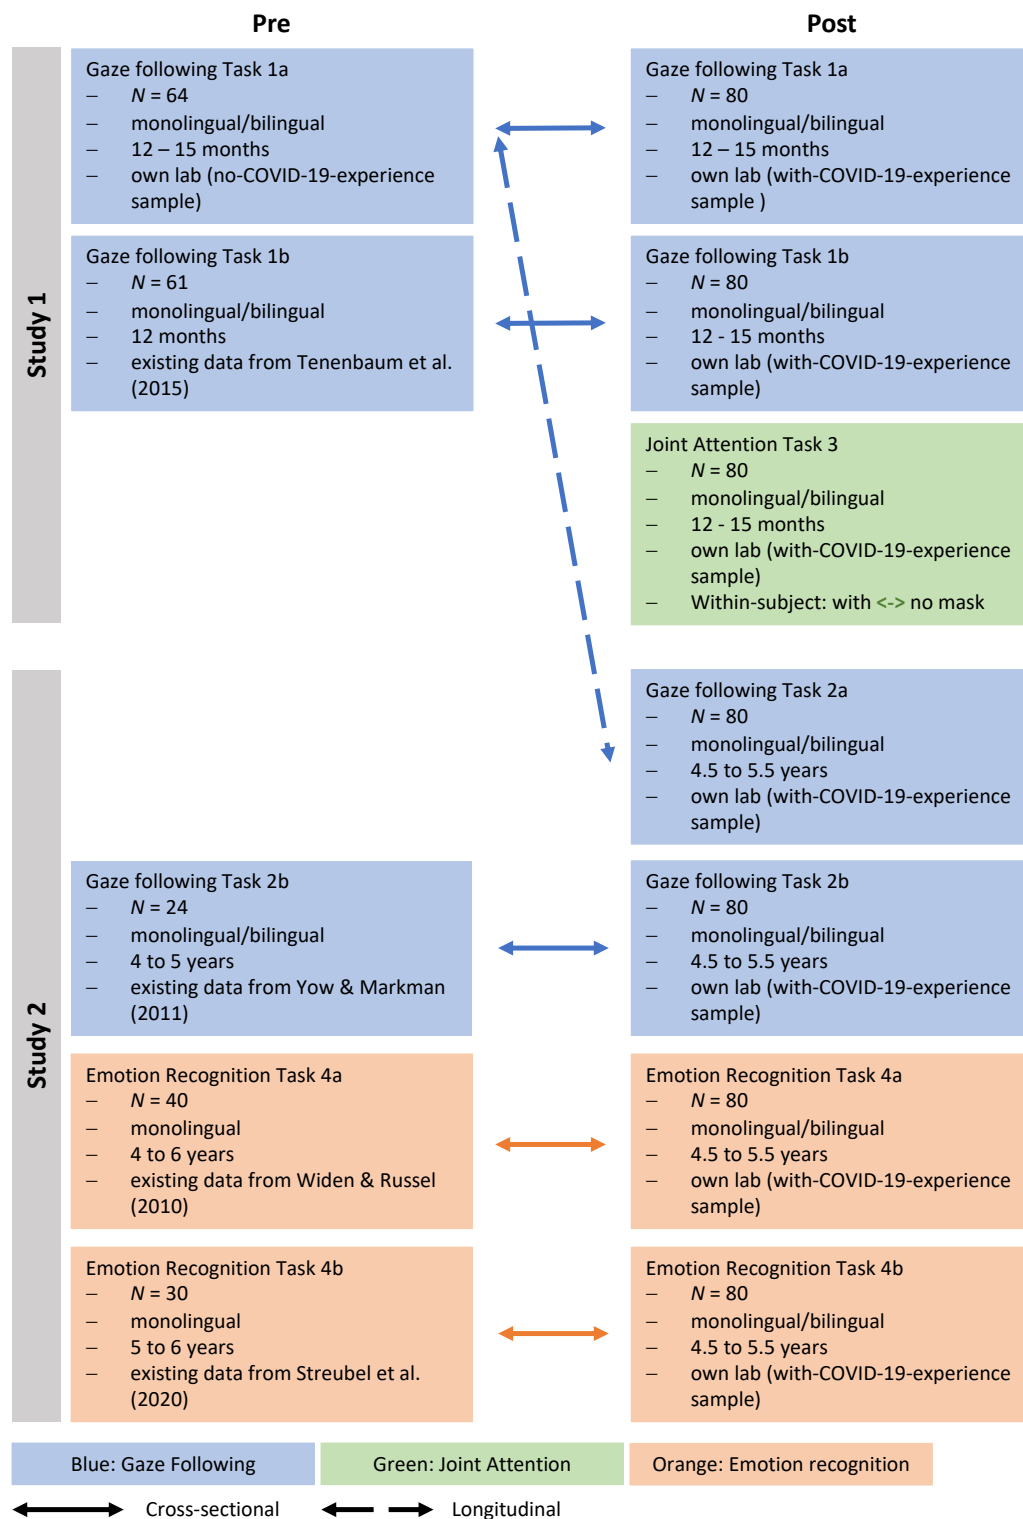 Pre
Post
Study 1
Gaze following Task 1a
– N = 64
– monolingual/bilingual
– 12 – 15 months
– own lab (no-COVID-19-experience
sample)
Gaze following Task 1a
– N = 80
– monolingual/bilingual
– 12 – 15 months
– own lab (with-COVID-19-experience
sample )
Gaze following Task 1b
– N = 61
– monolingual/bilingual
– 12 months
– existing data from Tenenbaum et al.
(2015)
Gaze following Task 1b
– N = 80
– monolingual/bilingual
– 12 - 15 months
– own lab (with-COVID-19-experience
sample)
Joint Attention Task 3
– N = 80
– monolingual/bilingual
– 12 - 15 months
– own lab (with-COVID-19-experience
sample)
– Within-subject: with <-> no mask
Study 2
Gaze following Task 2a
– N = 80
– monolingual/bilingual
– 4.5 to 5.5 years
– own lab (with-COVID-19-experience
sample)
Gaze following Task 2b
– N = 24
– monolingual/bilingual
– 4 to 5 years
– existing data from Yow & Markman
(2011)
Gaze following Task 2b
– N = 80
– monolingual/bilingual
– 4.5 to 5.5 years
– own lab (with-COVID-19-experience
sample)
Emotion Recognition Task 4a
– N = 40
– monolingual
– 4 to 6 years
– existing data from Widen & Russel
(2010)
Emotion Recognition Task 4a
– N = 80
– monolingual/bilingual
– 4.5 to 5.5 years
– own lab (with-COVID-19-experience
sample)
Emotion Recognition Task 4b
– N = 30
– monolingual
– 5 to 6 years
– existing data from Streubel et al.
(2020)
Emotion Recognition Task 4b
– N = 80
– monolingual/bilingual
– 4.5 to 5.5 years
– own lab (with-COVID-19-experience
sample)
Blue: Gaze Following
Green: Joint Attention
Orange: Emotion recognition
Cross-sectional
Longitudinal